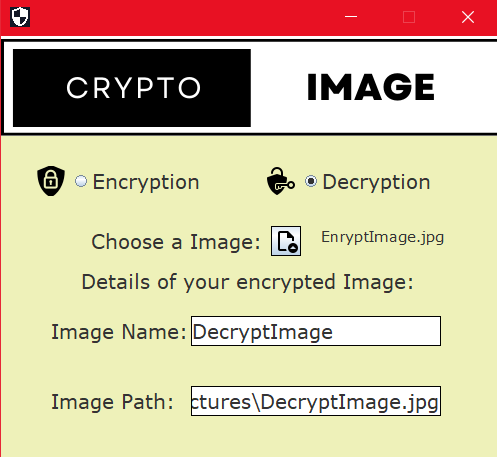 CRYPTO IMAGE
Encryption Decryption
Choose a Image: EnryptImage.jpg
Details of your encrypted Image:
Image Name: DecryptImage
Image Path: ctures\DecryptImage.jpg